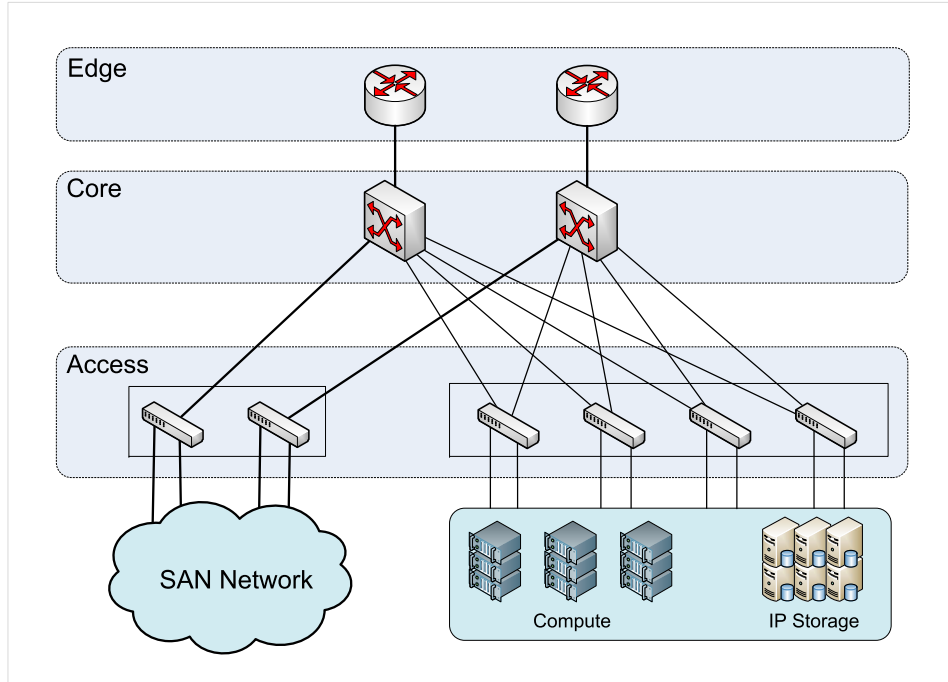 Edge
Core
Access
SAN Network
Compute
IP Storage